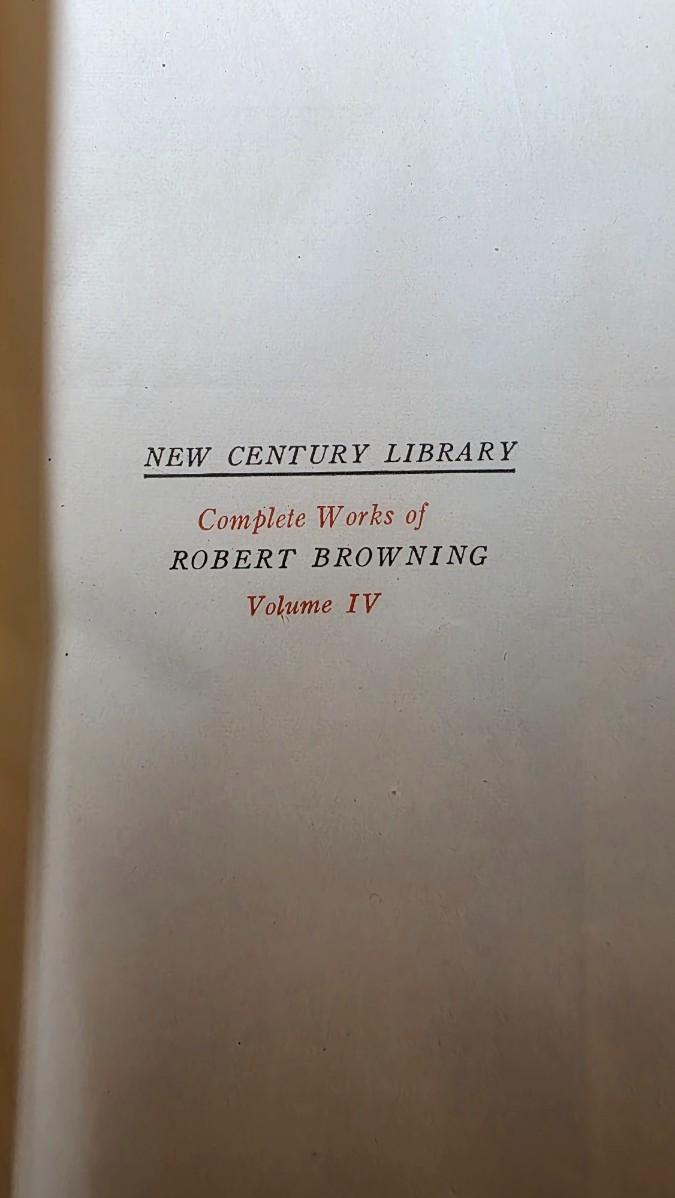 NEW CENTURY LIBRARY
Complete Works of
ROBERT BROWNING
Volume IV